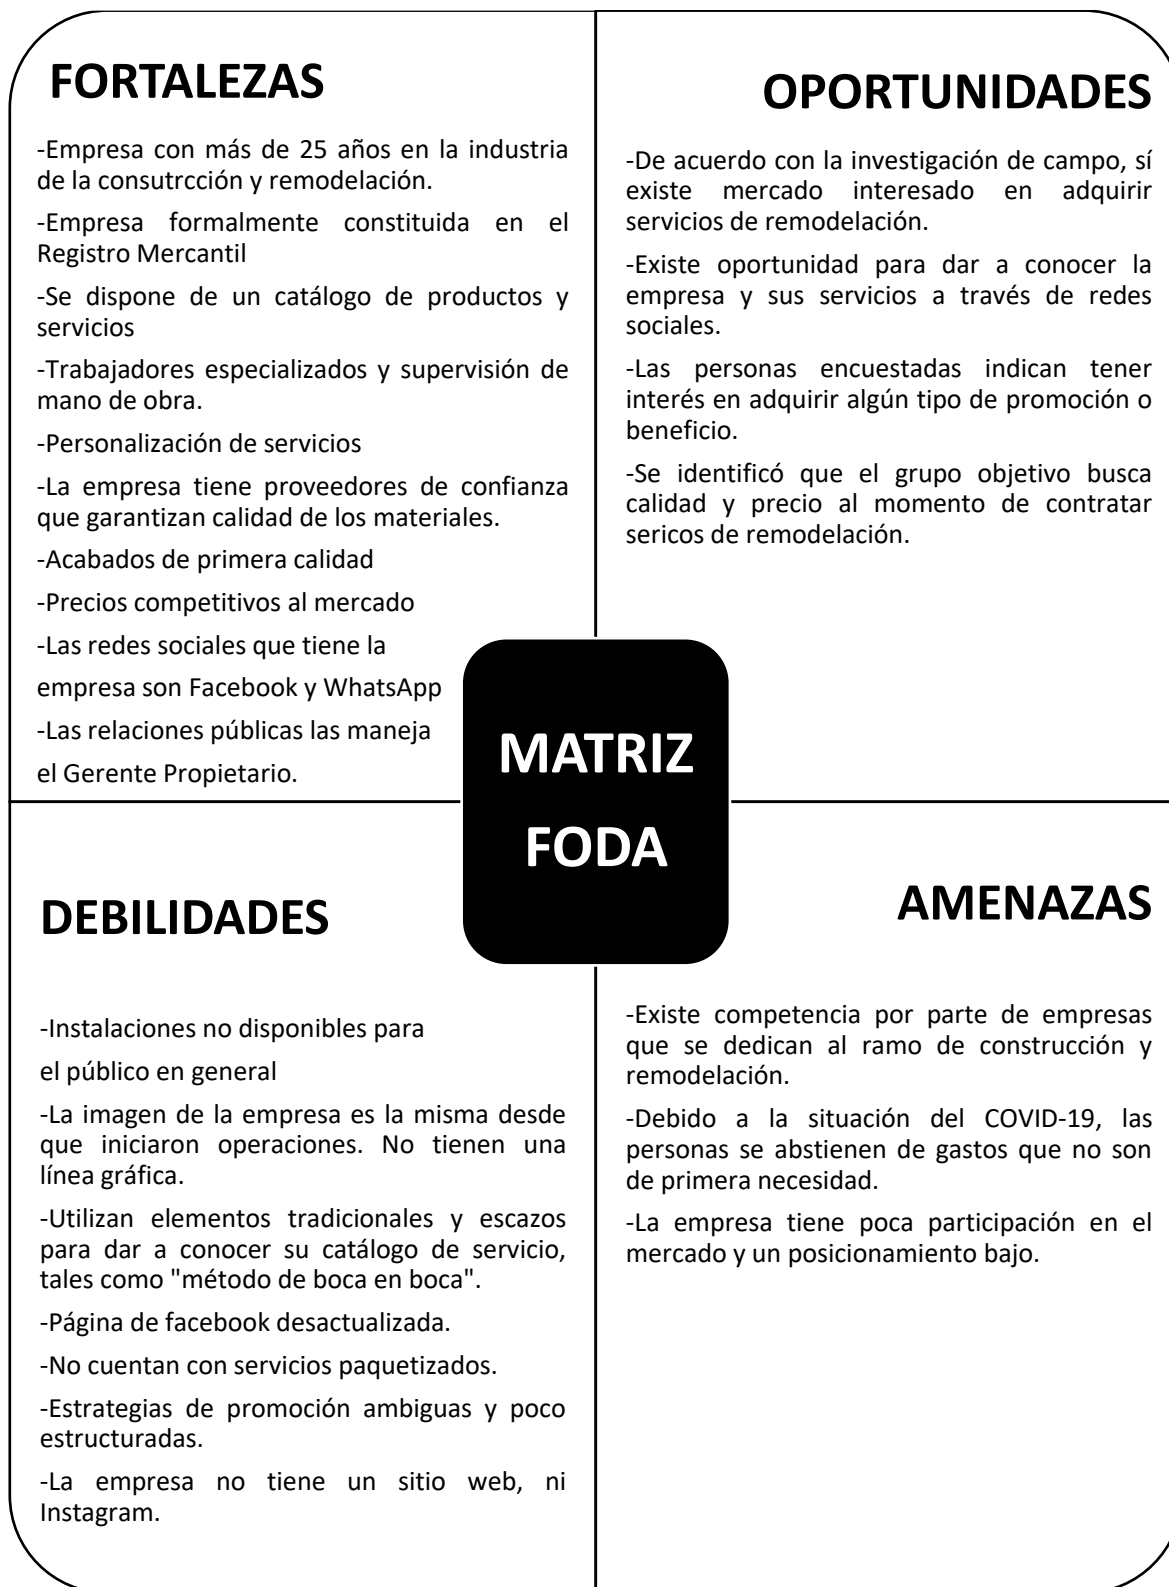 FORTALEZAS
-Empresa con más de 25 años en la industria
de la consutrcción y remodelación.
-Empresa formalmente constituida en el
Registro Mercantil
-Se dispone de un catálogo de productos y
servicios
-Trabajadores especializados y supervisión de
mano de obra.
-Personalización de servicios
-La empresa tiene proveedores de confianza
que garantizan calidad de los materiales.
-Acabados de primera calidad
-Precios competitivos al mercado
-Las redes sociales que tiene la
empresa son Facebook y WhatsApp
-Las relaciones públicas las maneja
el Gerente Propietario.
OPORTUNIDADES
-De acuerdo con la investigación de campo, sí
existe mercado interesado en adquirir
servicios de remodelación.
-Existe oportunidad para dar a conocer la
empresa y sus servicios a través de redes
sociales.
-Las personas encuestadas indican tener
interés en adquirir algún tipo de promoción o
beneficio.
-Se identificó que el grupo objetivo busca
calidad y precio al momento de contratar
sericos de remodelación.
MATRIZ
FODA
DEBILIDADES
-Instalaciones no disponibles para
el público en general
-La imagen de la empresa es la misma desde
que iniciaron operaciones. No tienen una
línea gráfica.
-Utilizan elementos tradicionales y escazos
para dar a conocer su catálogo de servicio,
tales como "método de boca en boca".
-Página de facebook desactualizada.
-No cuentan con servicios paquetizados.
-Estrategias de promoción ambiguas y poco
estructuradas.
-La empresa no tiene un sitio web, ni
Instagram.
AMENAZAS
-Existe competencia por parte de empresas
que se dedican al ramo de construcción y
remodelación.
-Debido a la situación del COVID-19, las
personas se abstienen de gastos que no son
de primera necesidad.
-La empresa tiene poca participación en el
mercado y un posicionamiento bajo.